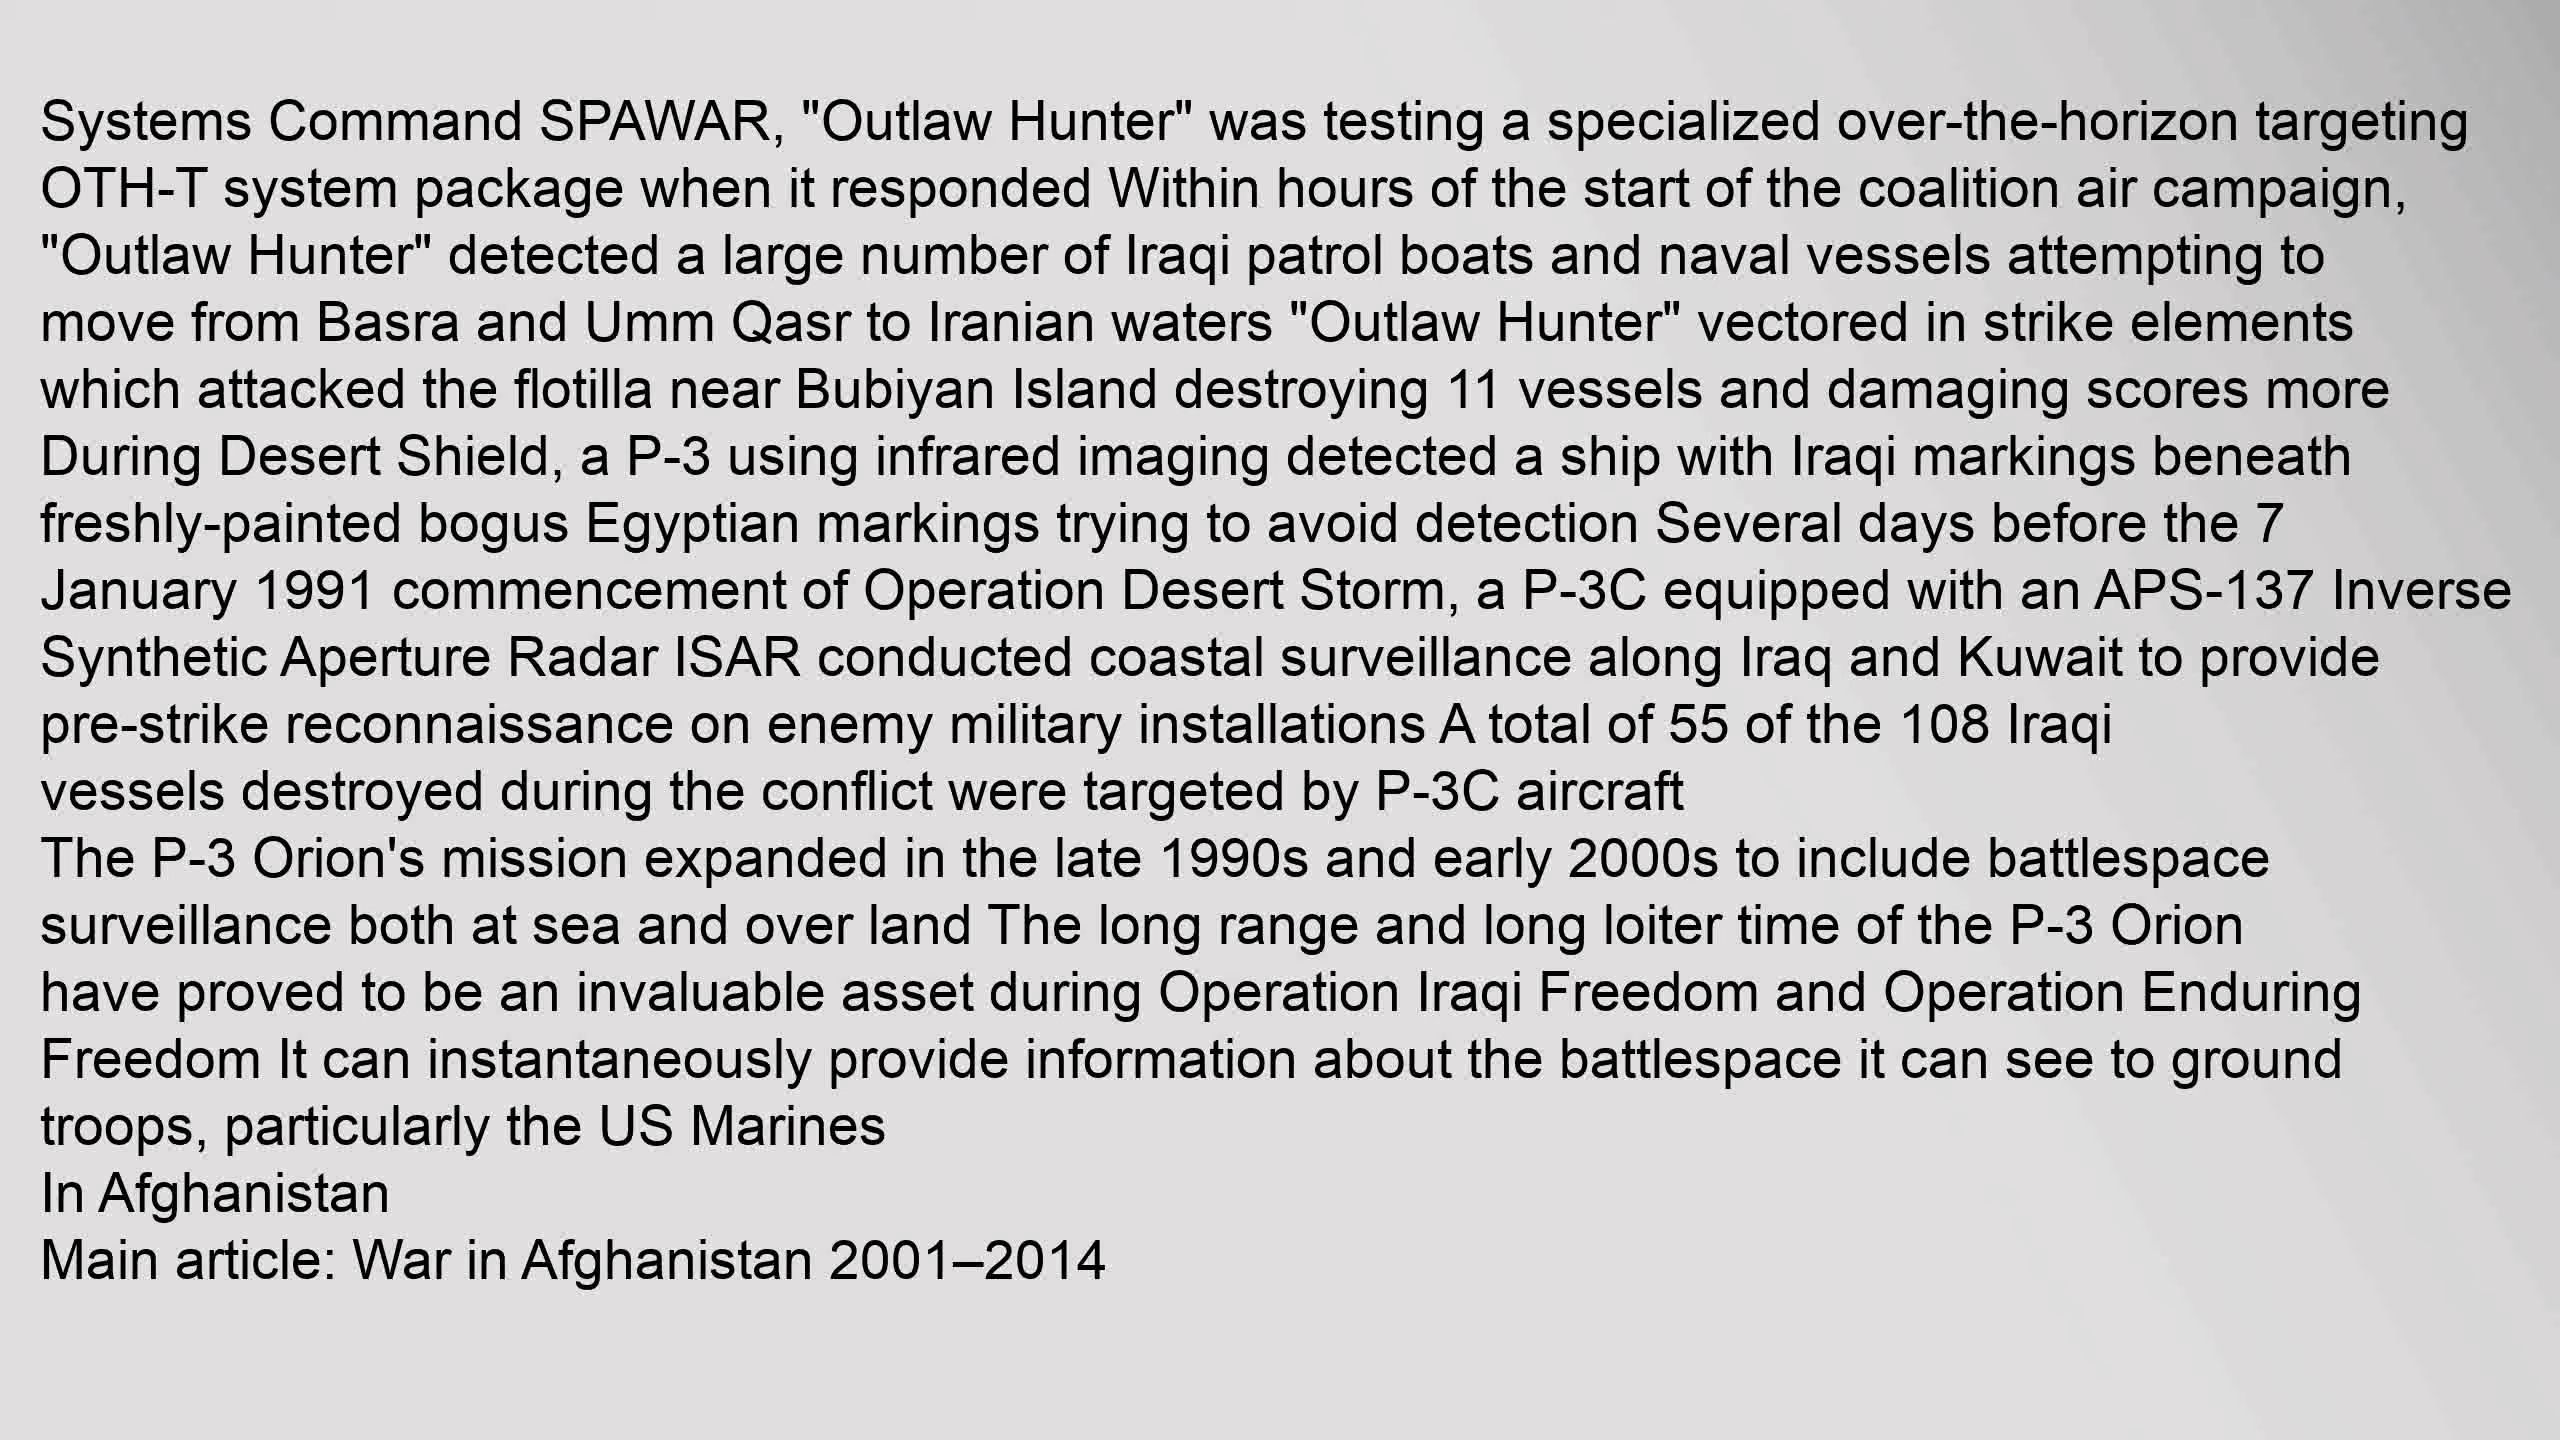 Systems Command SPAWAR, "Outlaw Hunter" was testing a specialized over-the-horizon targeting
OTH-T system package when it responded Within hours of the start of the coalition air campaign,
"Outlaw Hunter" detected a large number of Iraqi patrol boats and naval vessels attempting to
move from Basra and Umm Qasr to Iranian waters "Outlaw Hunter" vectored in strike elements
which attacked the flotilla near Bubiyan Island destroying 11 vessels and damaging scores more
During Desert Shield, a P-3 using infrared imaging detected a ship with Iraqi markings beneath
freshly-painted bogus Egyptian markings trying to avoid detection Several days before the 7
January 1991 commencement of Operation Desert Storm, a P-3C equipped with an APS-137 Inverse
Synthetic Aperture Radar ISAR conducted coastal surveillance along Iraq and Kuwait to provide
pre-strike reconnaissance on enemy military installations A total of 55 of the 108 Iraqi
vessels destroyed during the conflict were targeted by P-3C aircraft
The P-3 Orion's mission expanded in the late 1990s and early 2000s to include battlespace
surveillance both at sea and over land The long range and long loiter time of the P-3 Orion
have proved to be an invaluable asset during Operation Iraqi Freedom and Operation Enduring
Freedom It can instantaneously provide information about the battlespace it can see to ground
troops, particularly the US Marines
In Afghanistan
Main article: War in Afghanistan 2001–2014